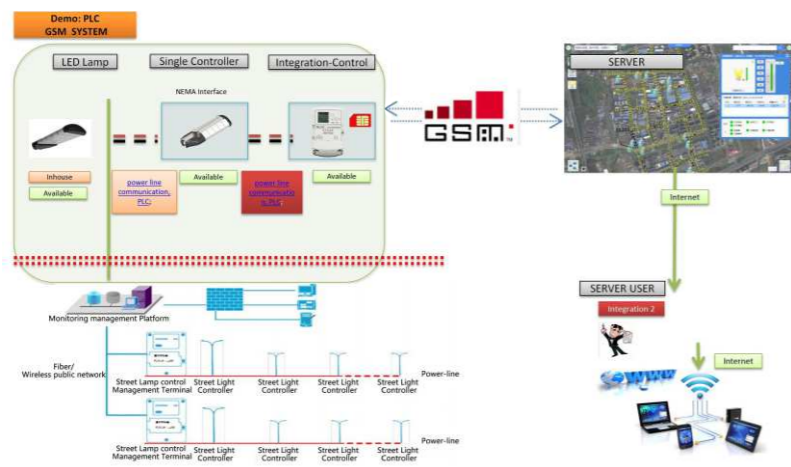 Demo: PLC
GSM SYSTEM
LED Lamp
Single Controller
Integration-Control
SERVER
NEMA Interface
GSM
TM
Inhouse
Available
power line
communication,
PLC;
Available
power line
communicatio
n, PLC;
Available
Internet
SERVER USER
Integration 2
Monitoring management Platform
Internet
Fiber/
Wireless public network
Street Lamp control
Management Terminal
Street Light
Controller
Street Light
Controller
Street Light
Controller
Street Light
Controller
Power-line
www
Street Lamp control
Management Terminal
Street Light
Controller
Street Light
Controller
Street Light
Controller
Street Light
Controller
Power-line